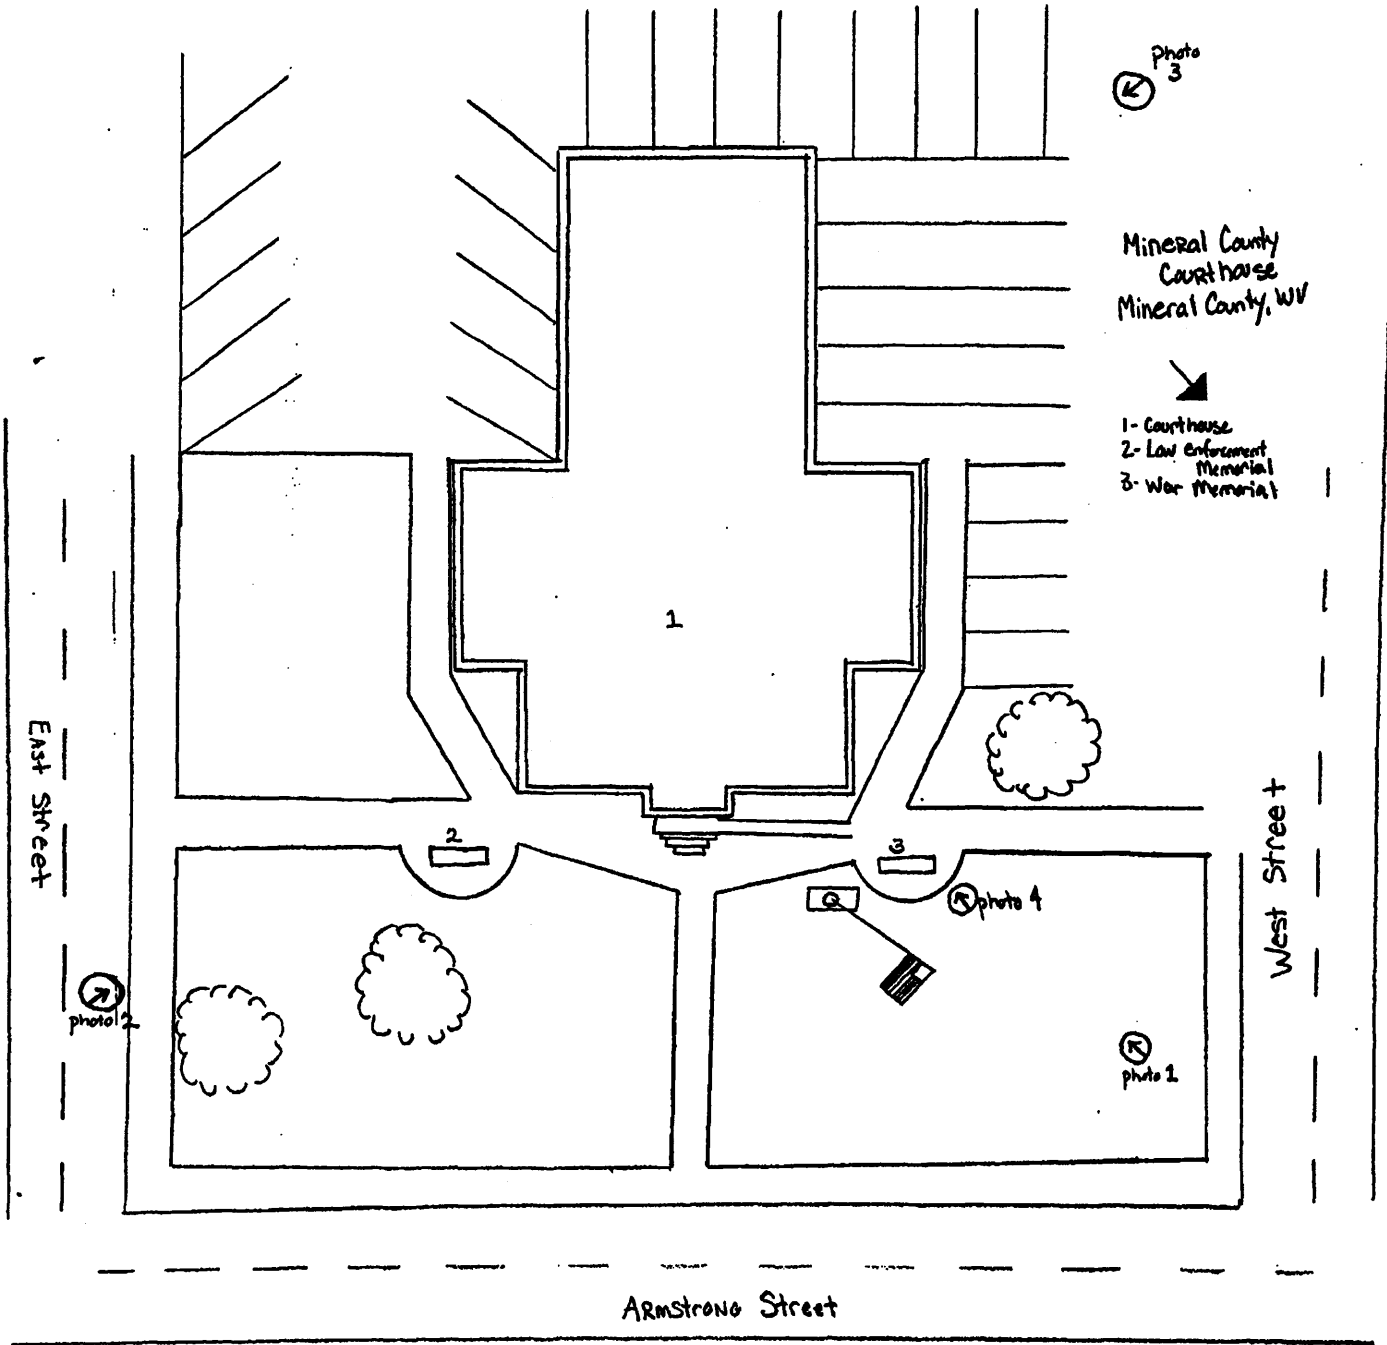 Photo
3
Mineral County
Courthouse
Mineral County, WV
1- Courthouse
2- Law Enforcement
Memorial
3- War Memorial
1
East Street
2
3
photo 4
West Street
photo 2
photo 1
Armstrong Street